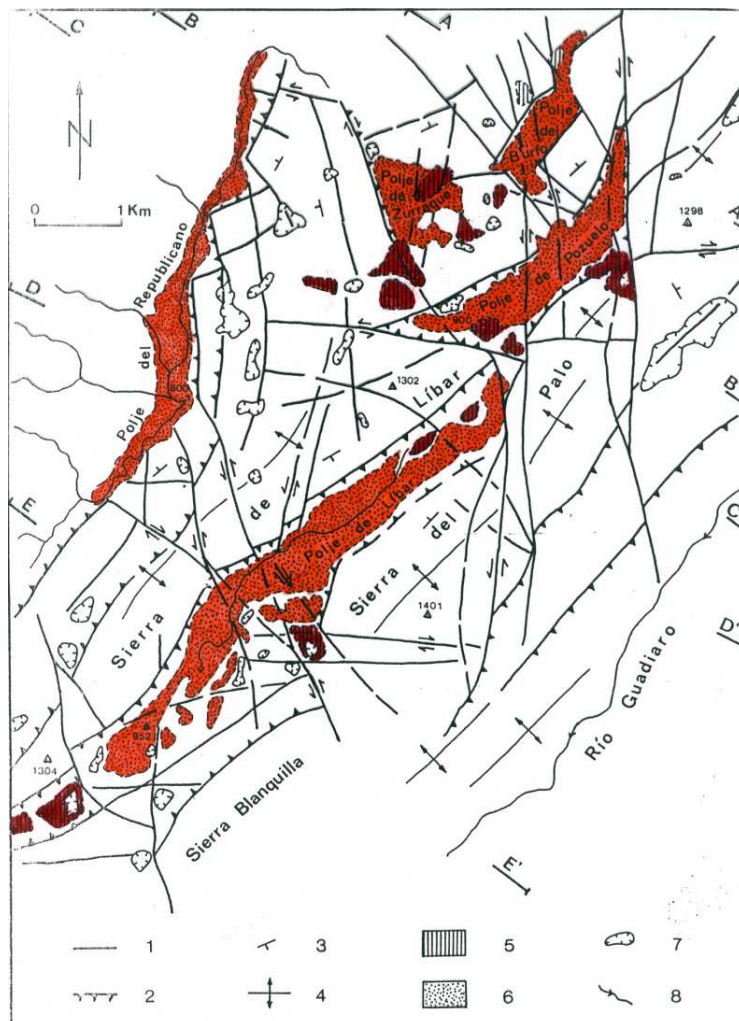 C
B
A
N
0 1 Km
Polje del Burfo
Polje de Zurraque
1298
A'
Polje del Republicano
D
Polje de Pozuelo
900
800
1302
Líbar
Palo
B'
E
de
Polje de Líbar
del
C'
Sierra
Sierra
1401
D'
952
1304
Sierra Blanquilla
Río Guadiaro
E'
1 3 5 7
2 4 6 8